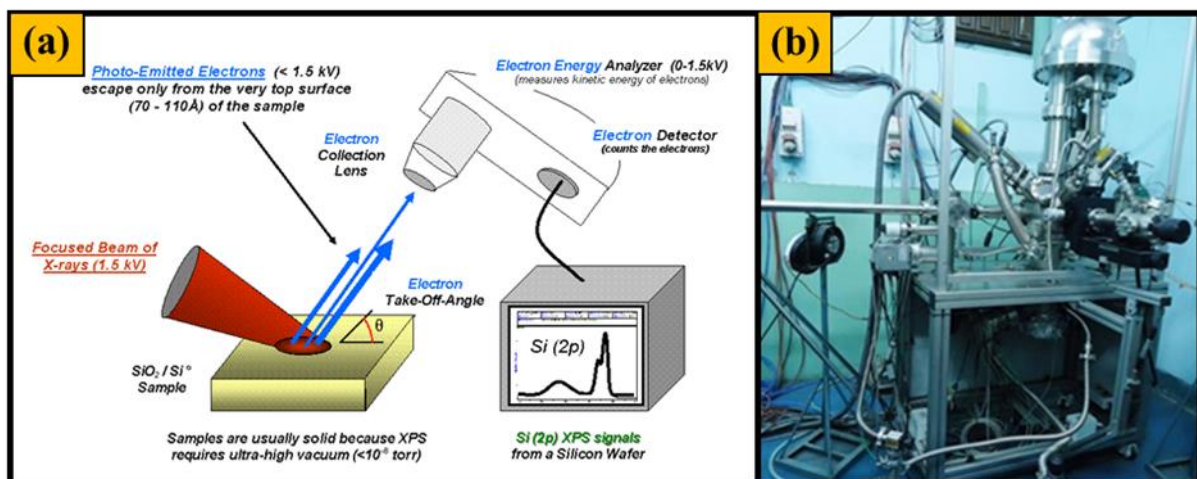 (a)
Photo-Emitted Electrons (< 1.5 kV)
escape only from the very top surface
(70 - 110Å) of the sample
Electron Energy Analyzer (0-1.5kV)
(measures kinetic energy of electrons)
Electron
Collection
Lens
Electron Detector
(counts the electrons)
Focused Beam of
X-rays (1.5 kV)
Electron
Take-Off-Angle
θ
SiO₂ / Si°
Sample
Si (2p)
Samples are usually solid because XPS
requires ultra-high vacuum (<10⁻⁸ torr)
Si (2p) XPS signals
from a Silicon Wafer
(b)